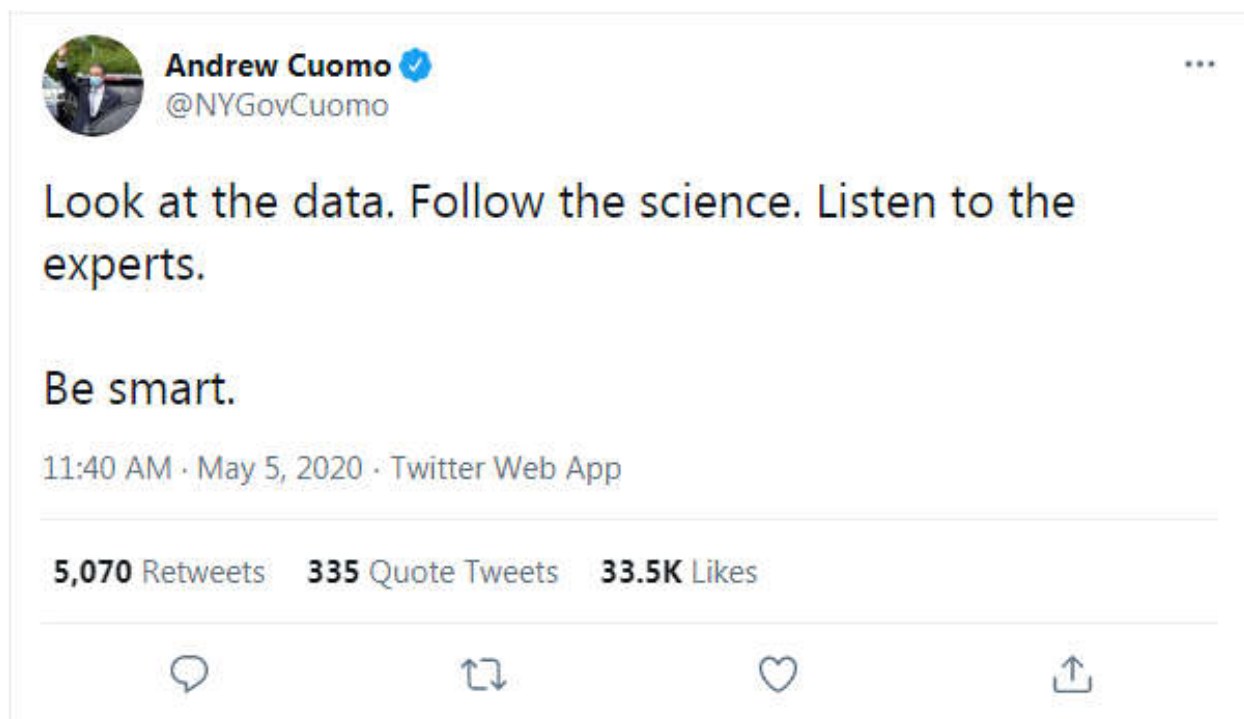 Andrew Cuomo
@NYGovCuomo
Look at the data. Follow the science. Listen to the
experts.
Be smart.
11:40 AM · May 5, 2020 · Twitter Web App
5,070 Retweets 335 Quote Tweets 33.5K Likes